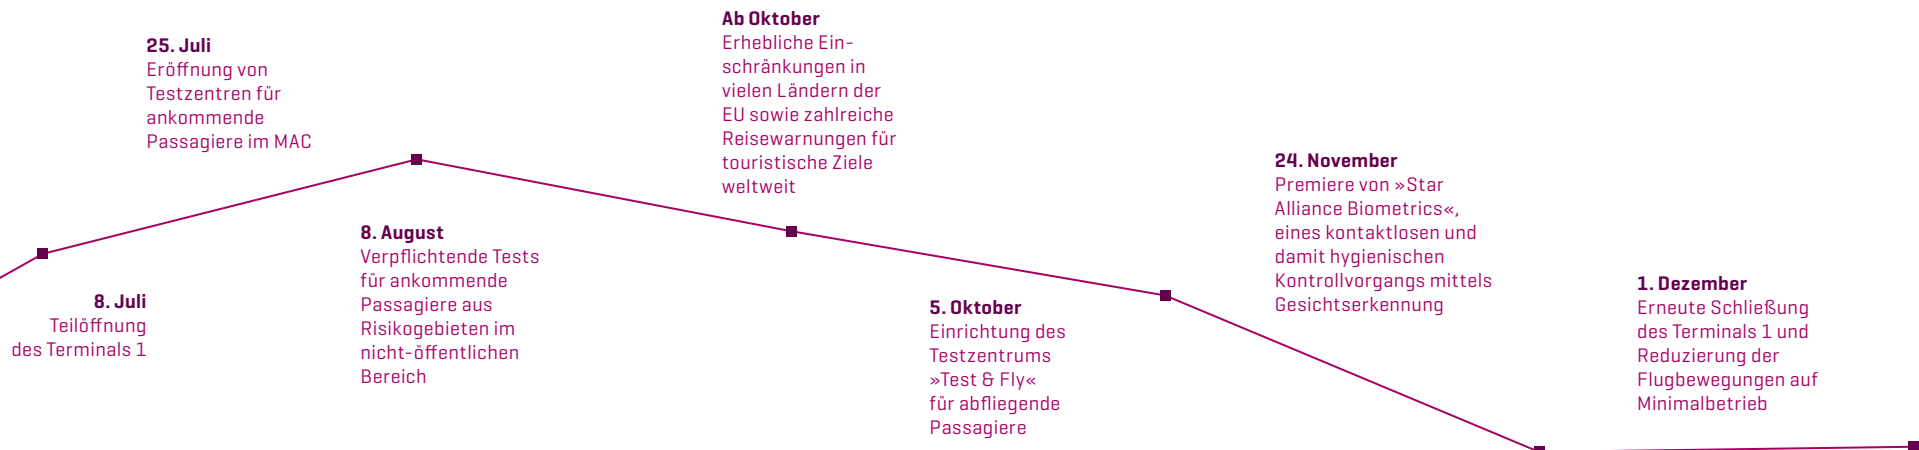 25. Juli
Eröffnung von
Testzentren für
ankommende
Passagiere im MAC
8. Juli
Teilöffnung
des Terminals 1
8. August
Verpflichtende Tests
für ankommende
Passagiere aus
Risikogebieten im
nicht-öffentlichen
Bereich
Ab Oktober
Erhebliche Ein-
schränkungen in
vielen Ländern der
EU sowie zahlreiche
Reisewarnungen für
touristische Ziele
weltweit
5. Oktober
Einrichtung des
Testzentrums
»Test & Fly«
für abfliegende
Passagiere
24. November
Premiere von »Star
Alliance Biometrics«,
eines kontaktlosen und
damit hygienischen
Kontrollvorgangs mittels
Gesichtserkennung
1. Dezember
Erneute Schließung
des Terminals 1 und
Reduzierung der
Flugbewegungen auf
Minimalbetrieb